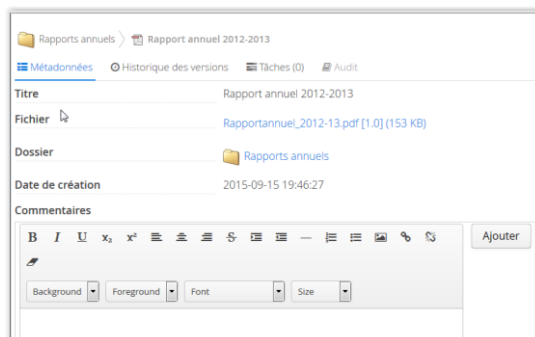 Rapports annuels Rapport annuel 2012-2013
Métadonnées Historique des versions Tâches (0) Audit
Titre Rapport annuel 2012-2013
Fichier Rapportannuel_2012-13.pdf [1.0] (153 KB)
Dossier Rapports annuels
Date de création 2015-09-15 19:46:27
Commentaires
B I U x₂ x² S Ajouter
Background Foreground Font Size